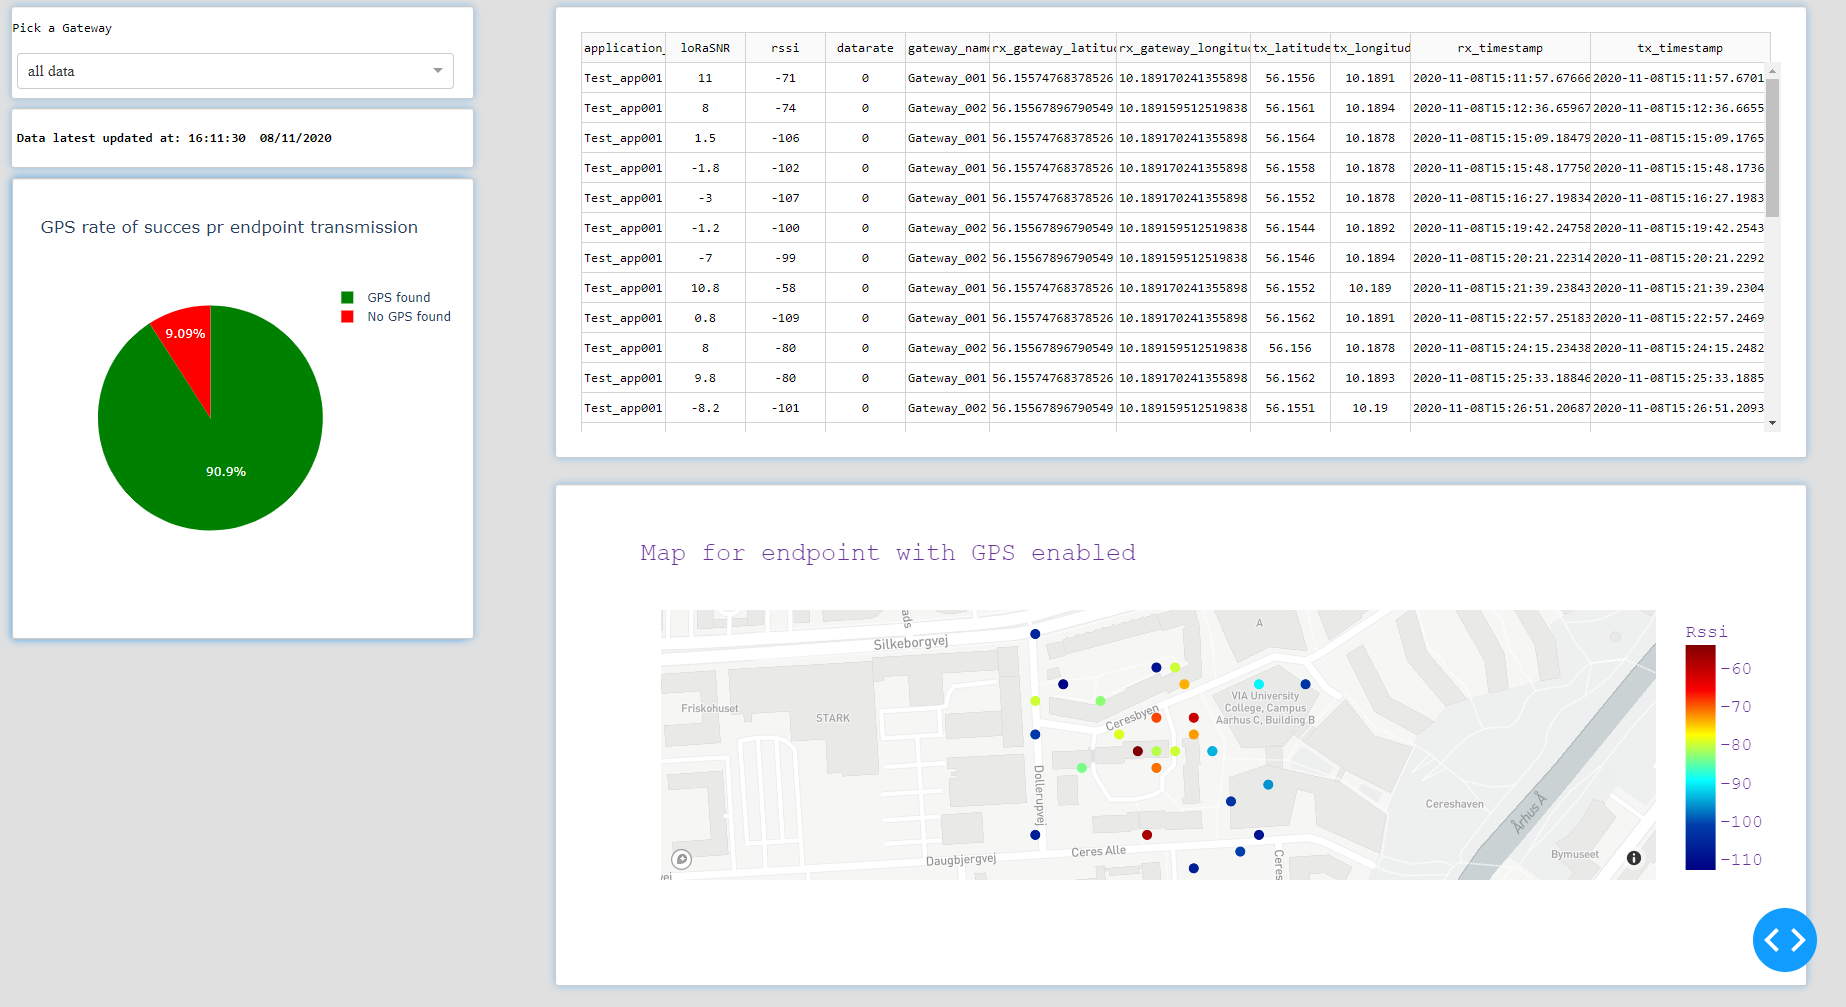 Pick a Gateway
all data
Data latest updated at: 16:11:30  08/11/2020
GPS rate of succes pr endpoint transmission
GPS found
No GPS found
9.09%
90.9%
application_ loRaSNR rssi datarate gateway_name rx_gateway_latitud rx_gateway_longitud tx_latitude tx_longitud rx_timestamp tx_timestamp
Test_app001 11 -71 0 Gateway_001 56.15574768378526 10.189170241355898 56.1556 10.1891 2020-11-08T15:11:57.67666 2020-11-08T15:11:57.6701
Test_app001 8 -74 0 Gateway_002 56.15567896790549 10.189159512519838 56.1561 10.1894 2020-11-08T15:12:36.65967 2020-11-08T15:12:36.6655
Test_app001 1.5 -106 0 Gateway_001 56.15574768378526 10.189170241355898 56.1564 10.1878 2020-11-08T15:15:09.18479 2020-11-08T15:15:09.1765
Test_app001 -1.8 -102 0 Gateway_001 56.15574768378526 10.189170241355898 56.1558 10.1878 2020-11-08T15:15:48.17750 2020-11-08T15:15:48.1736
Test_app001 -3 -107 0 Gateway_001 56.15574768378526 10.189170241355898 56.1552 10.1878 2020-11-08T15:16:27.19834 2020-11-08T15:16:27.1983
Test_app001 -1.2 -100 0 Gateway_002 56.15567896790549 10.189159512519838 56.1544 10.1892 2020-11-08T15:19:42.24758 2020-11-08T15:19:42.2543
Test_app001 -7 -99 0 Gateway_002 56.15567896790549 10.189159512519838 56.1546 10.1894 2020-11-08T15:20:21.22314 2020-11-08T15:20:21.2292
Test_app001 10.8 -58 0 Gateway_001 56.15574768378526 10.189170241355898 56.1552 10.189 2020-11-08T15:21:39.23843 2020-11-08T15:21:39.2304
Test_app001 0.8 -109 0 Gateway_001 56.15574768378526 10.189170241355898 56.1562 10.1891 2020-11-08T15:22:57.25183 2020-11-08T15:22:57.2469
Test_app001 8 -80 0 Gateway_002 56.15567896790549 10.189159512519838 56.156 10.1878 2020-11-08T15:24:15.23438 2020-11-08T15:24:15.2482
Test_app001 9.8 -80 0 Gateway_001 56.15574768378526 10.189170241355898 56.1562 10.1893 2020-11-08T15:25:33.18846 2020-11-08T15:25:33.1885
Test_app001 -8.2 -101 0 Gateway_002 56.15567896790549 10.189159512519838 56.1551 10.19 2020-11-08T15:26:51.20687 2020-11-08T15:26:51.2093
Map for endpoint with GPS enabled
ads
Silkeborgvej
A
Friskohuset
STARK
Ceresbyen
VIA University
College, Campus
Aarhus C, Building B
Dollerupvej
Cereshaven
Århus Å
Daugbjergvej
Ceres Alle
Ceres
Bymuseet
vej
Rssi
-60
-70
-80
-90
-100
-110